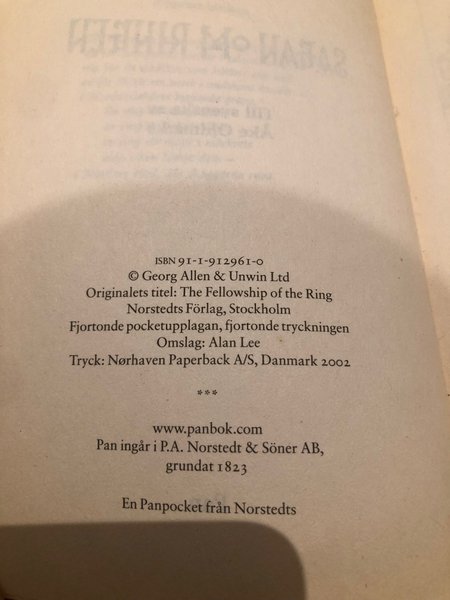 ISBN 91-1-912961-0
© Georg Allen & Unwin Ltd
Originalets titel: The Fellowship of the Ring
Norstedts Förlag, Stockholm
Fjortonde pocketupplagan, fjortonde tryckningen
Omslag: Alan Lee
Tryck: Nørhaven Paperback A/S, Danmark 2002
***
www.panbok.com
Pan ingår i P.A. Norstedt & Söner AB,
grundat 1823
En Panpocket från Norstedts